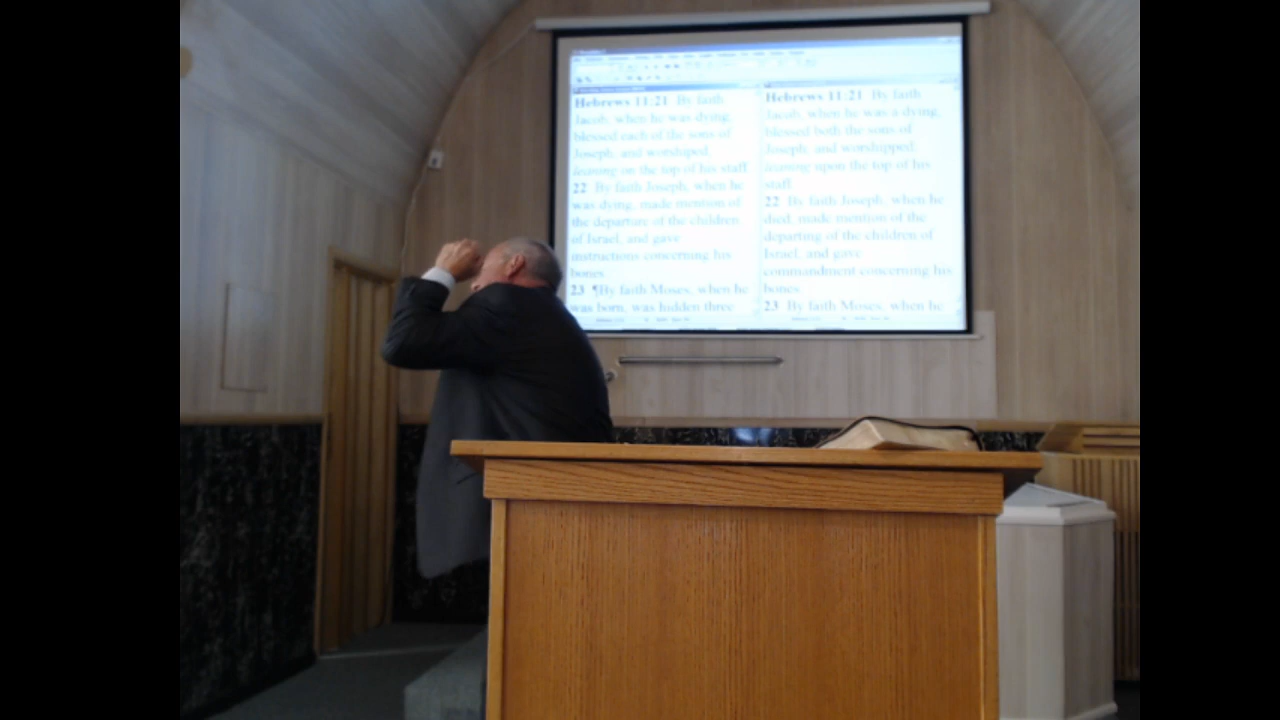 Hebrews 11:21 By faith
Jacob, when he was dying,
blessed each of the sons of
Joseph, and worshiped,
leaning on the top of his staff.
22 By faith Joseph, when he
was dying, made mention of
the departure of the children
of Israel, and gave
instructions concerning his
bones
23 ¶By faith Moses, when he
was born, was hidden three
Hebrews 11:21 By faith
Jacob, when he was a dying,
blessed both the sons of
Joseph; and worshipped,
leaning upon the top of his
staff.
22 By faith Joseph, when he
died, made mention of the
departing of the children of
Israel; and gave
commandment concerning his
bones
23 By faith Moses, when he